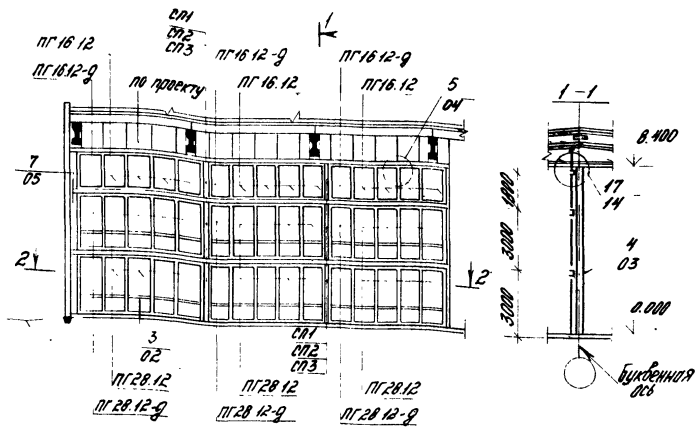 СП1
СП2
СП3
1
ПГ16.12
ПГ16.12-д
по проекту
ПГ16.12-д
ПГ16.12
ПГ16.12-д
ПГ16.12
5
04
1-1
8.400
7
05
17
14
1800
3000
3000
4
03
2
2
0.000
3
02
СП1
СП2
СП3
ПГ28.12
ПГ28.12-д
ПГ28.12
ПГ28.12-д
ПГ28.12
ПГ28.12-д
буквенная
ось